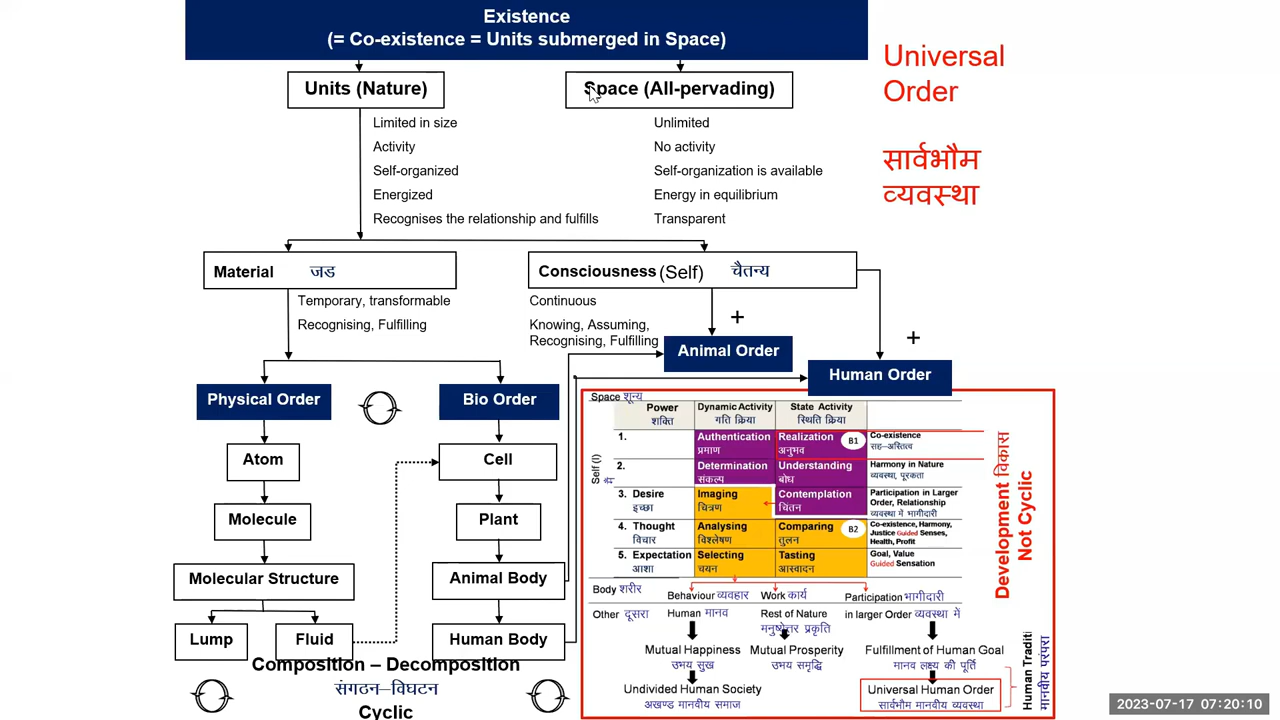 Existence
(= Co-existence = Units submerged in Space)
Universal
Order
सार्वभौम
व्यवस्था
Units (Nature)
Space (All-pervading)
Limited in size
Activity
Self-organized
Energized
Recognises the relationship and fulfills
Unlimited
No activity
Self-organization is available
Energy in equilibrium
Transparent
Material जड
Consciousness (Self) चैतन्य
Temporary, transformable
Recognising, Fulfilling
Continuous
Knowing, Assuming,
Recognising, Fulfilling
+
+
Animal Order
Human Order
Physical Order
Bio Order
Atom
Cell
Molecule
Plant
Molecular Structure
Animal Body
Lump
Fluid
Human Body
Composition – Decomposition
संगठन–विघटन
Cyclic
Space शून्य
Power
शक्ति
Dynamic Activity
गति क्रिया
State Activity
स्थिति क्रिया
Self (I)
1.
Authentication
प्रमाण
Realization
अनुभव
B1
Co-existence
सह-अस्तित्व
2.
Determination
संकल्प
Understanding
बोध
Harmony in Nature
व्यवस्था, पूरकता
3. Desire
इच्छा
Imaging
चित्रण
Contemplation
चिंतन
Participation in Larger
Order, Relationship
व्यवस्था में भागीदारी
4. Thought
विचार
Analysing
विश्लेषण
Comparing
तुलन
B2
Co-existence, Harmony,
Justice Guided Senses,
Health, Profit
5. Expectation
आशा
Selecting
चयन
Tasting
आस्वादन
Goal, Value
Guided Sensation
Body शरीर
Behaviour व्यवहार
Work कार्य
Participation भागीदारी
Other दूसरा
Human मानव
Rest of Nature
मनुष्येत्तर प्रकृति
in larger Order व्यवस्था में
Mutual Happiness
उभय सुख
Mutual Prosperity
उभय समृद्धि
Fulfillment of Human Goal
मानव लक्ष्य की पूर्ति
Undivided Human Society
अखण्ड मानवीय समाज
Universal Human Order
सार्वभौम मानवीय व्यवस्था
Development विकास
Not Cyclic
Human Traditi
मानवीय परंपरा
2023-07-17 07:20:10